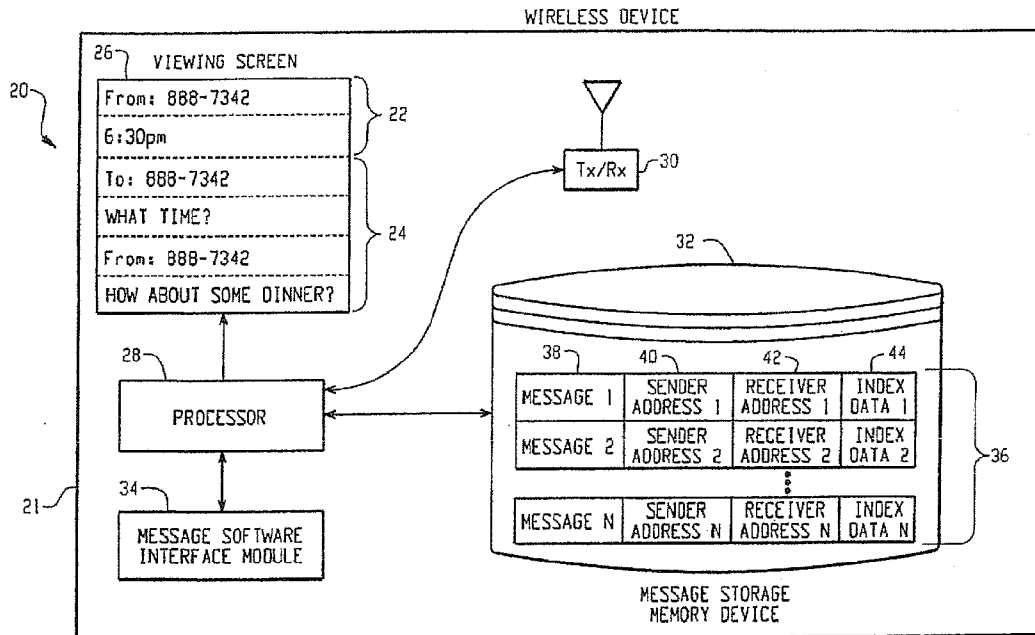 WIRELESS DEVICE
26
VIEWING SCREEN
20
From: 888-7342
6:30pm
22
To: 888-7342
WHAT TIME?
From: 888-7342
HOW ABOUT SOME DINNER?
24
Tx/Rx
30
32
28
PROCESSOR
38
40
42
44
MESSAGE 1
SENDER
ADDRESS 1
RECEIVER
ADDRESS 1
INDEX
DATA 1
MESSAGE 2
SENDER
ADDRESS 2
RECEIVER
ADDRESS 2
INDEX
DATA 2
36
MESSAGE N
SENDER
ADDRESS N
RECEIVER
ADDRESS N
INDEX
DATA N
21
34
MESSAGE SOFTWARE
INTERFACE MODULE
MESSAGE STORAGE
MEMORY DEVICE